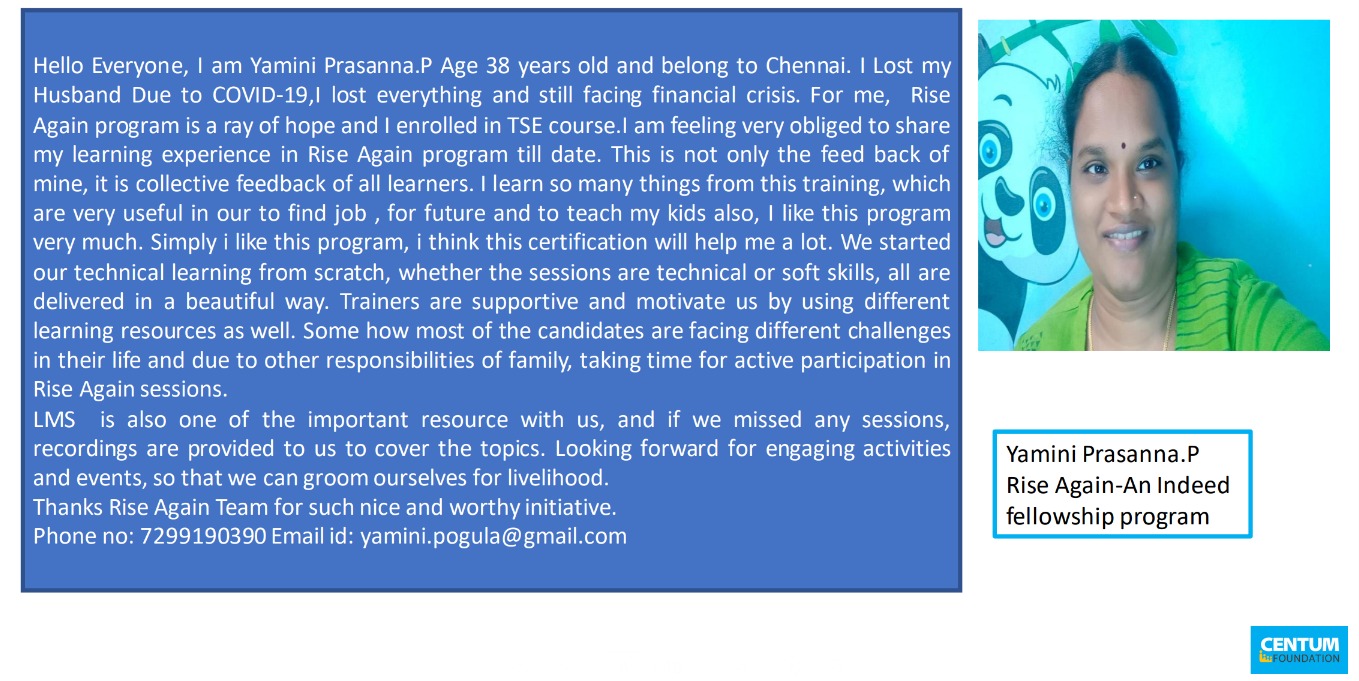 Hello Everyone, I am Yamini Prasanna.P Age 38 years old and belong to Chennai. I Lost my
Husband Due to COVID-19,I lost everything and still facing financial crisis. For me, Rise
Again program is a ray of hope and I enrolled in TSE course.I am feeling very obliged to share
my learning experience in Rise Again program till date. This is not only the feed back of
mine, it is collective feedback of all learners. I learn so many things from this training, which
are very useful in our to find job , for future and to teach my kids also, I like this program
very much. Simply i like this program, i think this certification will help me a lot. We started
our technical learning from scratch, whether the sessions are technical or soft skills, all are
delivered in a beautiful way. Trainers are supportive and motivate us by using different
learning resources as well. Some how most of the candidates are facing different challenges
in their life and due to other responsibilities of family, taking time for active participation in
Rise Again sessions.
LMS is also one of the important resource with us, and if we missed any sessions,
recordings are provided to us to cover the topics. Looking forward for engaging activities
and events, so that we can groom ourselves for livelihood.
Thanks Rise Again Team for such nice and worthy initiative.
Phone no: 7299190390 Email id: yamini.pogula@gmail.com
Yamini Prasanna.P
Rise Again-An Indeed
fellowship program
CENTUM
FOUNDATION